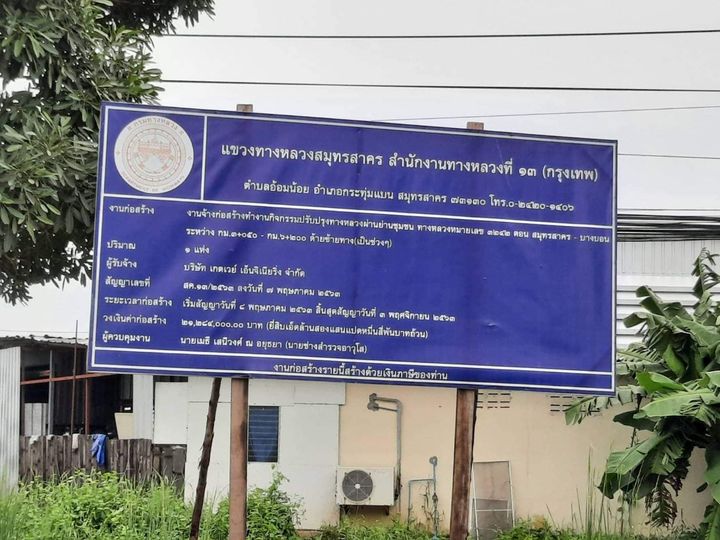 กรมทางหลวง
DEPARTMENT OF HIGHWAYS
แขวงทางหลวงสมุทรสาคร สำนักงานทางหลวงที่ ๑๓ (กรุงเทพ)
ตำบลอ้อมน้อย อำเภอกระทุ่มแบน สมุทรสาคร ๗๔๑๓๐ โทร.๐-๒๔๒๐-๑๔๐๖
งานก่อสร้าง งานจ้างก่อสร้างทำงานกิจกรรมปรับปรุงทางหลวงผ่านย่านชุมชน ทางหลวงหมายเลข ๓๒๔๒ ตอน สมุทรสาคร - บางบอน
ระหว่าง กม.๓+๐๕๐ - กม.๖+๒๐๐ ด้ายซ้ายทาง(เป็นช่วงๆ)
ปริมาณ ๑ แห่ง
ผู้รับจ้าง บริษัท เกตเวย์ เอ็นจิเนียริ่ง จำกัด
สัญญาเลขที่ สค.๑๓/๒๕๖๓ ลงวันที่ ๗ พฤษภาคม ๒๕๖๓
ระยะเวลาก่อสร้าง เริ่มสัญญาวันที่ ๘ พฤษภาคม ๒๕๖๓ สิ้นสุดสัญญาวันที่ ๓ พฤศจิกายน ๒๕๖๓
วงเงินค่าก่อสร้าง ๒๑,๒๘๔,๐๐๐.๐๐ บาท (ยี่สิบเอ็ดล้านสองแสนแปดหมื่นสี่พันบาทถ้วน)
ผู้ควบคุมงาน นายเมธี เสนีวงศ์ ณ อยุธยา (นายช่างสำรวจอาวุโส)
งานก่อสร้างรายนี้สร้างด้วยเงินภาษีของท่าน